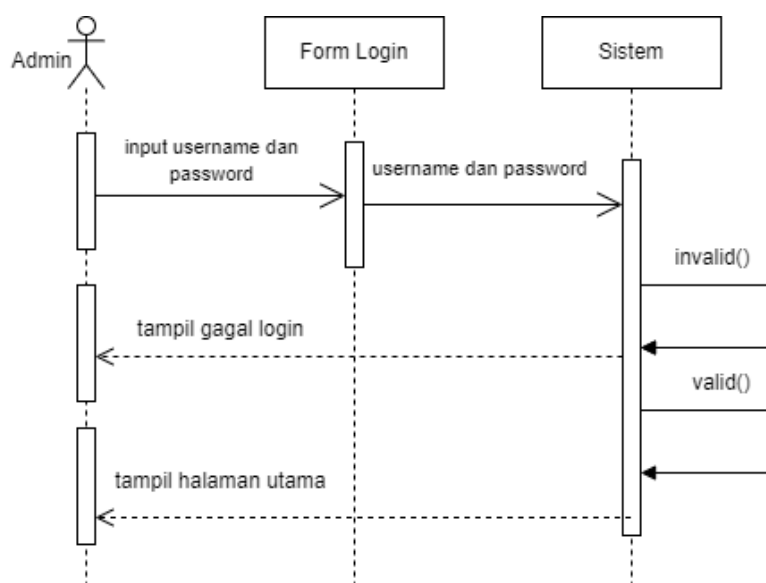 Admin
Form Login
Sistem
input username dan
password
username dan password
invalid()
tampil gagal login
valid()
tampil halaman utama